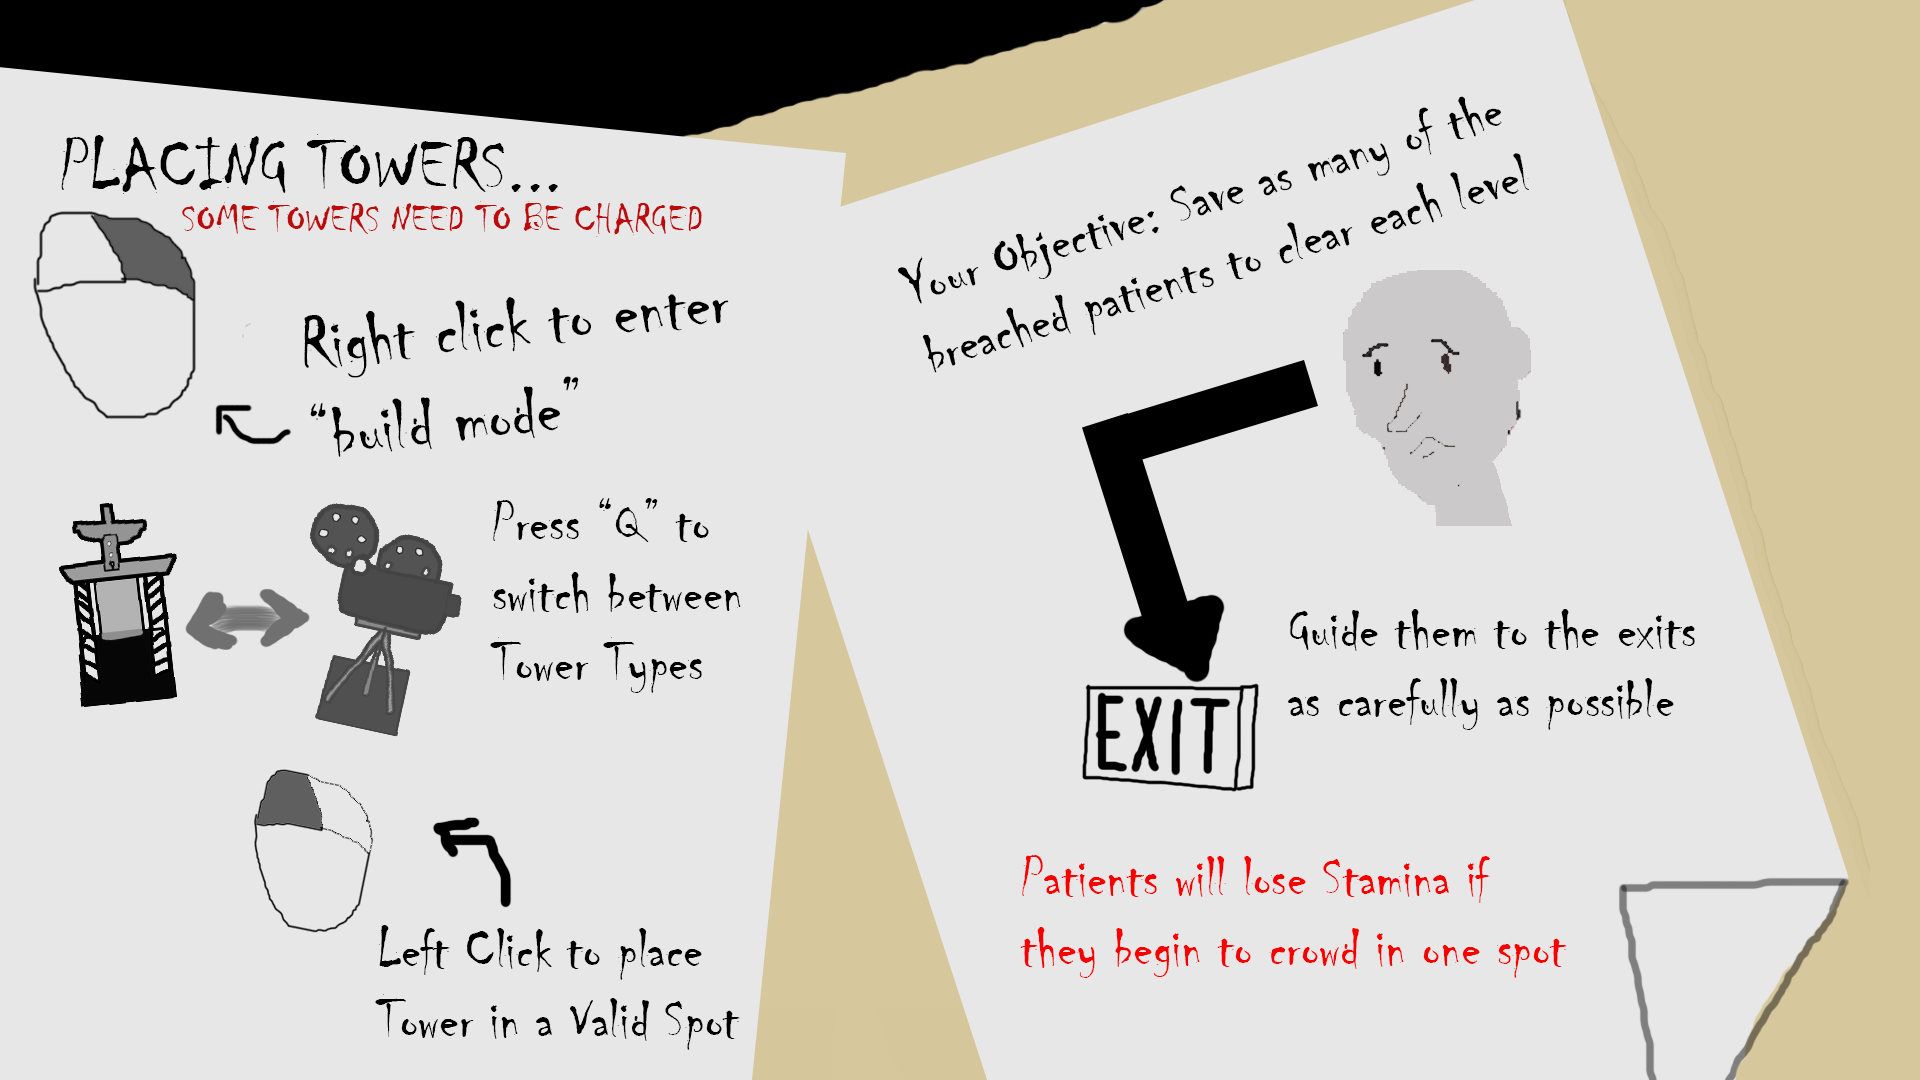 PLACING TOWERS...
SOME TOWERS NEED TO BE CHARGED
Right click to enter
“build mode”
Press “Q” to
switch between
Tower Types
Left Click to place
Tower in a Valid Spot
Your Objective: Save as many of the
breached patients to clear each level
EXIT
Guide them to the exits
as carefully as possible
Patients will lose Stamina if
they begin to crowd in one spot